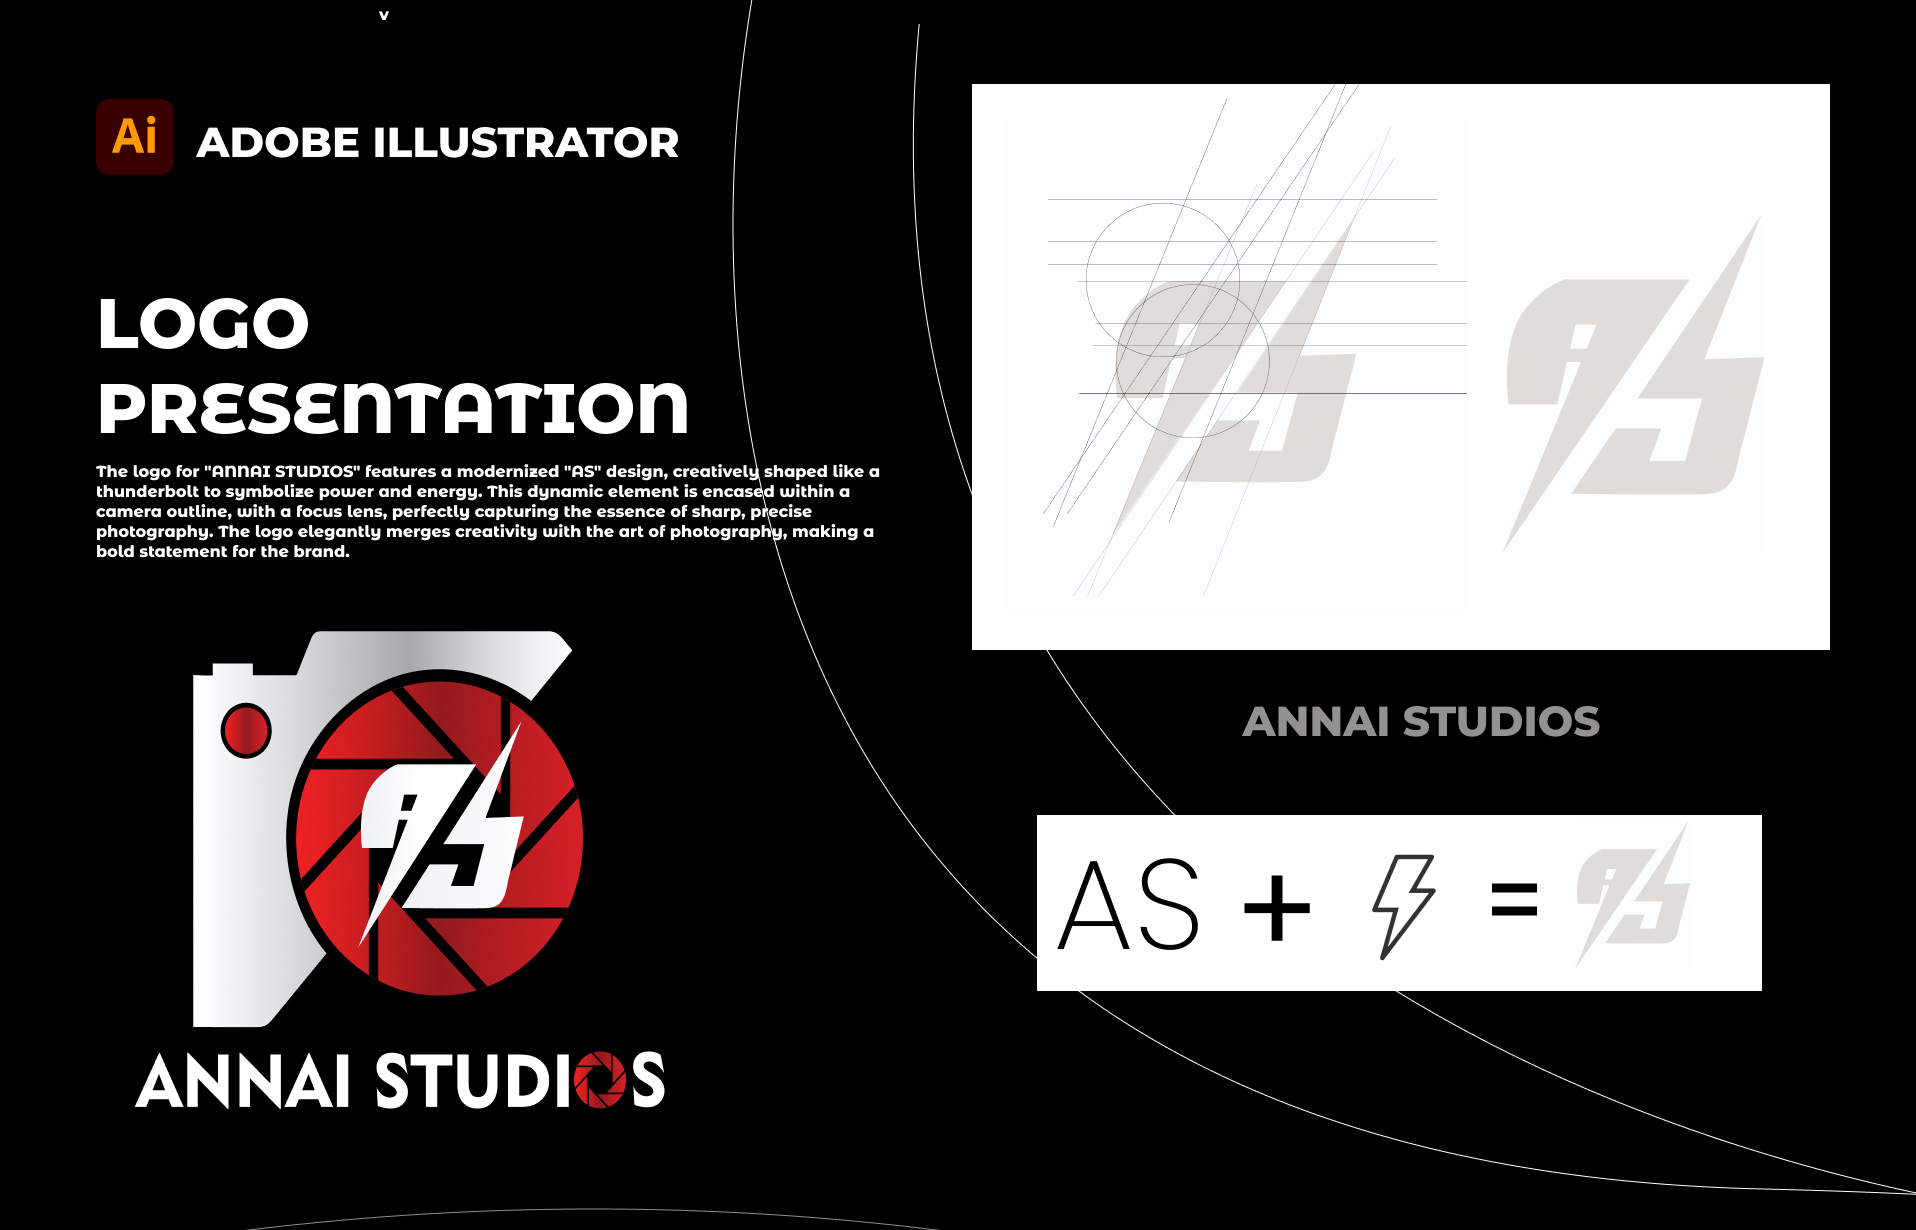 v
Ai ADOBE ILLUSTRATOR
LOGO
PRESENTATION
The logo for "ANNAI STUDIOS" features a modernized "AS" design, creatively shaped like a
thunderbolt to symbolize power and energy. This dynamic element is encased within a
camera outline, with a focus lens, perfectly capturing the essence of sharp, precise
photography. The logo elegantly merges creativity with the art of photography, making a
bold statement for the brand.
ANNAI STUDIOS
ANNAI STUDIOS
AS + =